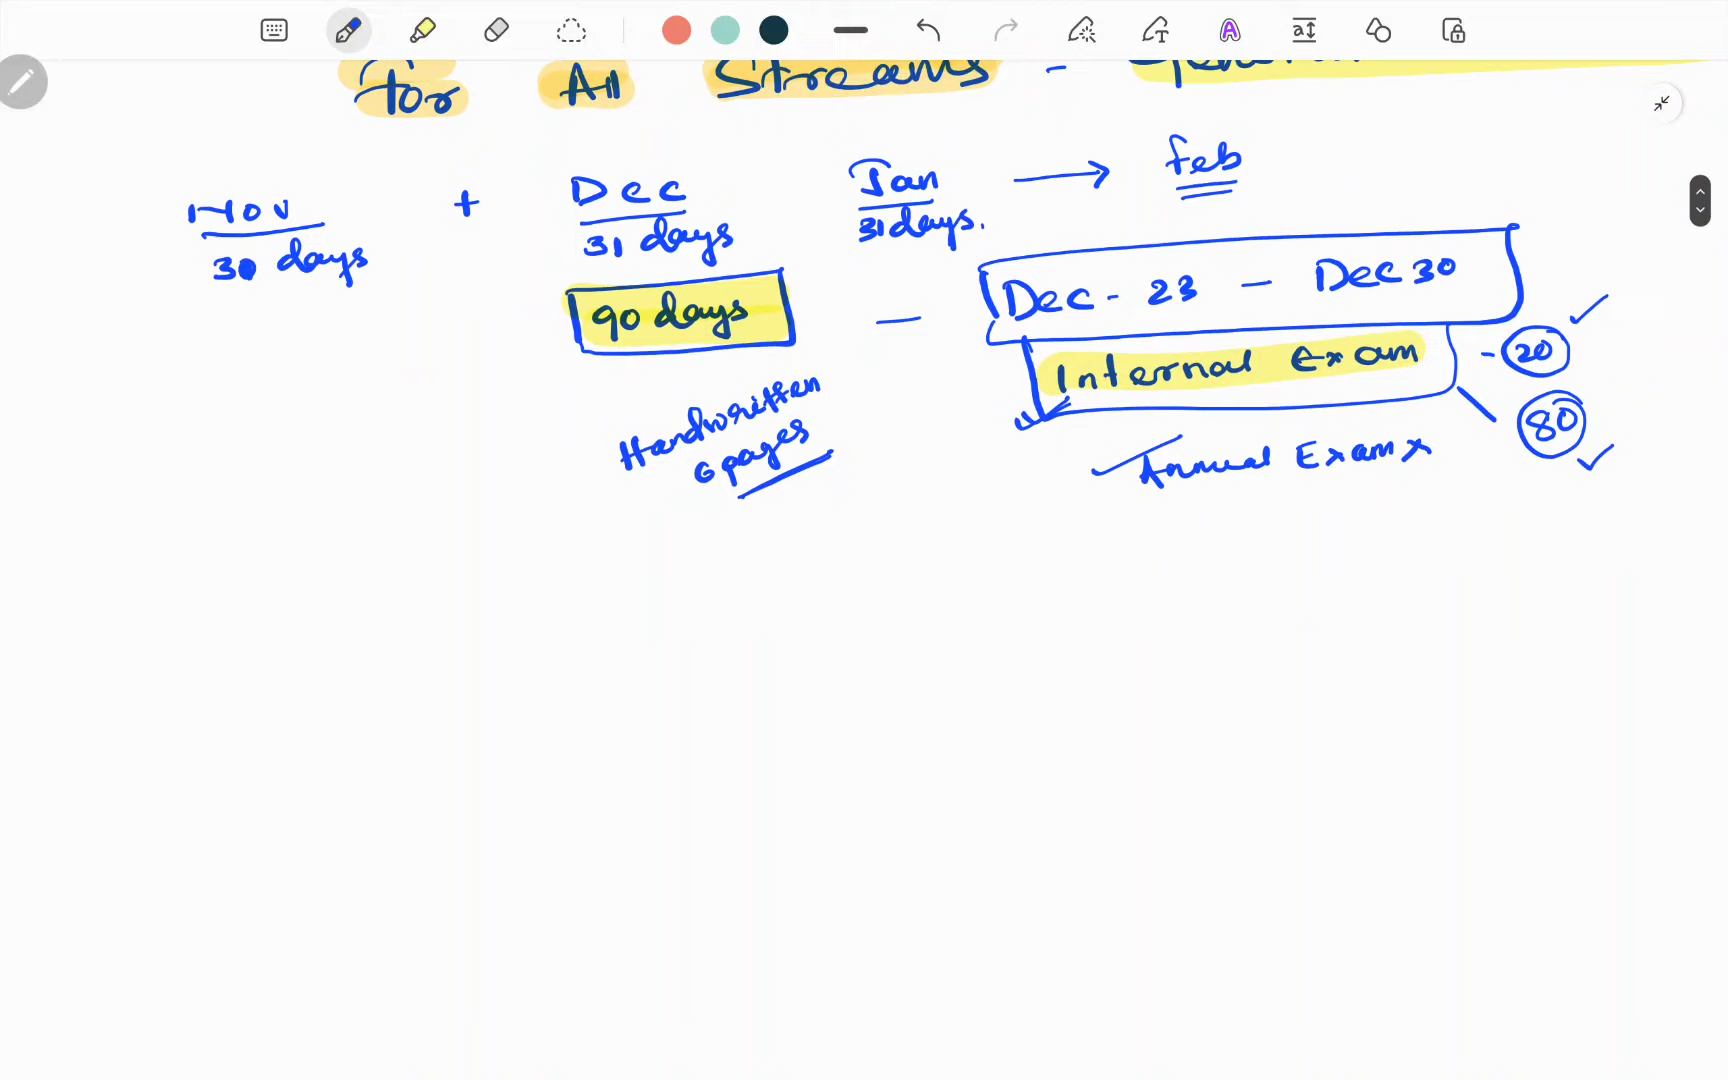 For All Streams -
Nov + Dec Jan → Feb
30 days 31 days 31 days.
90 days - Dec - 23 - Dec 30
Internal Exam - 20
80
Handwritten
6 pages
Annual Exam